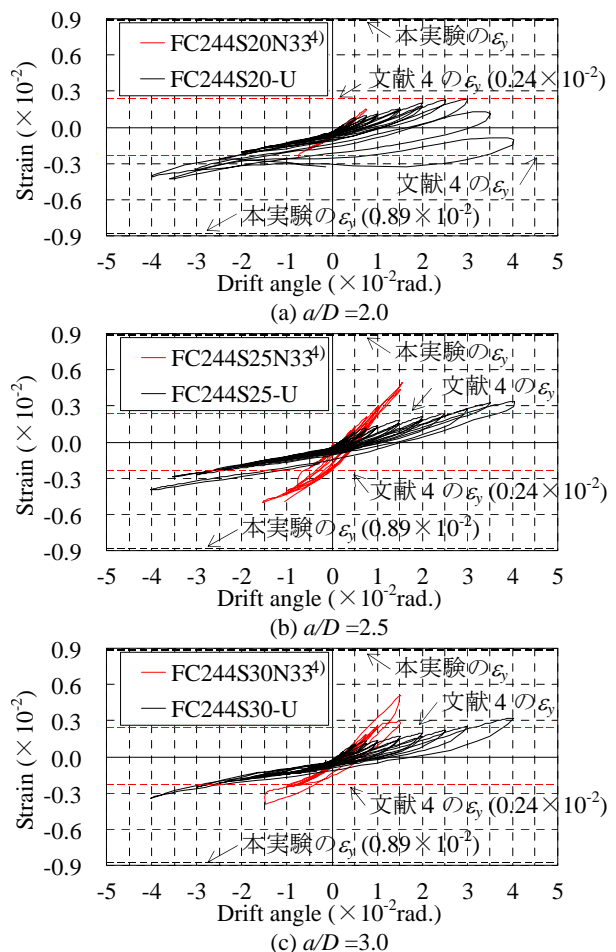 0.9
0.6
0.3
0.0
-0.3
-0.6
-0.9
Strain (×10⁻²)
FC244S20N33⁴⁾
FC244S20-U
本実験のεy
文献 4 のεy (0.24×10⁻²)
文献 4 のεy
本実験のεy (0.89×10⁻²)
-5 -4 -3 -2 -1 0 1 2 3 4 5
Drift angle (×10⁻²rad.)
(a) a/D =2.0
0.9
0.6
0.3
0.0
-0.3
-0.6
-0.9
Strain (×10⁻²)
FC244S25N33⁴⁾
FC244S25-U
本実験のεy
文献 4 のεy
文献 4 のεy (0.24×10⁻²)
本実験のεy (0.89×10⁻²)
-5 -4 -3 -2 -1 0 1 2 3 4 5
Drift angle (×10⁻²rad.)
(b) a/D =2.5
0.9
0.6
0.3
0.0
-0.3
-0.6
-0.9
Strain (×10⁻²)
FC244S30N33⁴⁾
FC244S30-U
本実験のεy
文献 4 のεy
文献 4 のεy (0.24×10⁻²)
本実験のεy (0.89×10⁻²)
-5 -4 -3 -2 -1 0 1 2 3 4 5
Drift angle (×10⁻²rad.)
(c) a/D =3.0